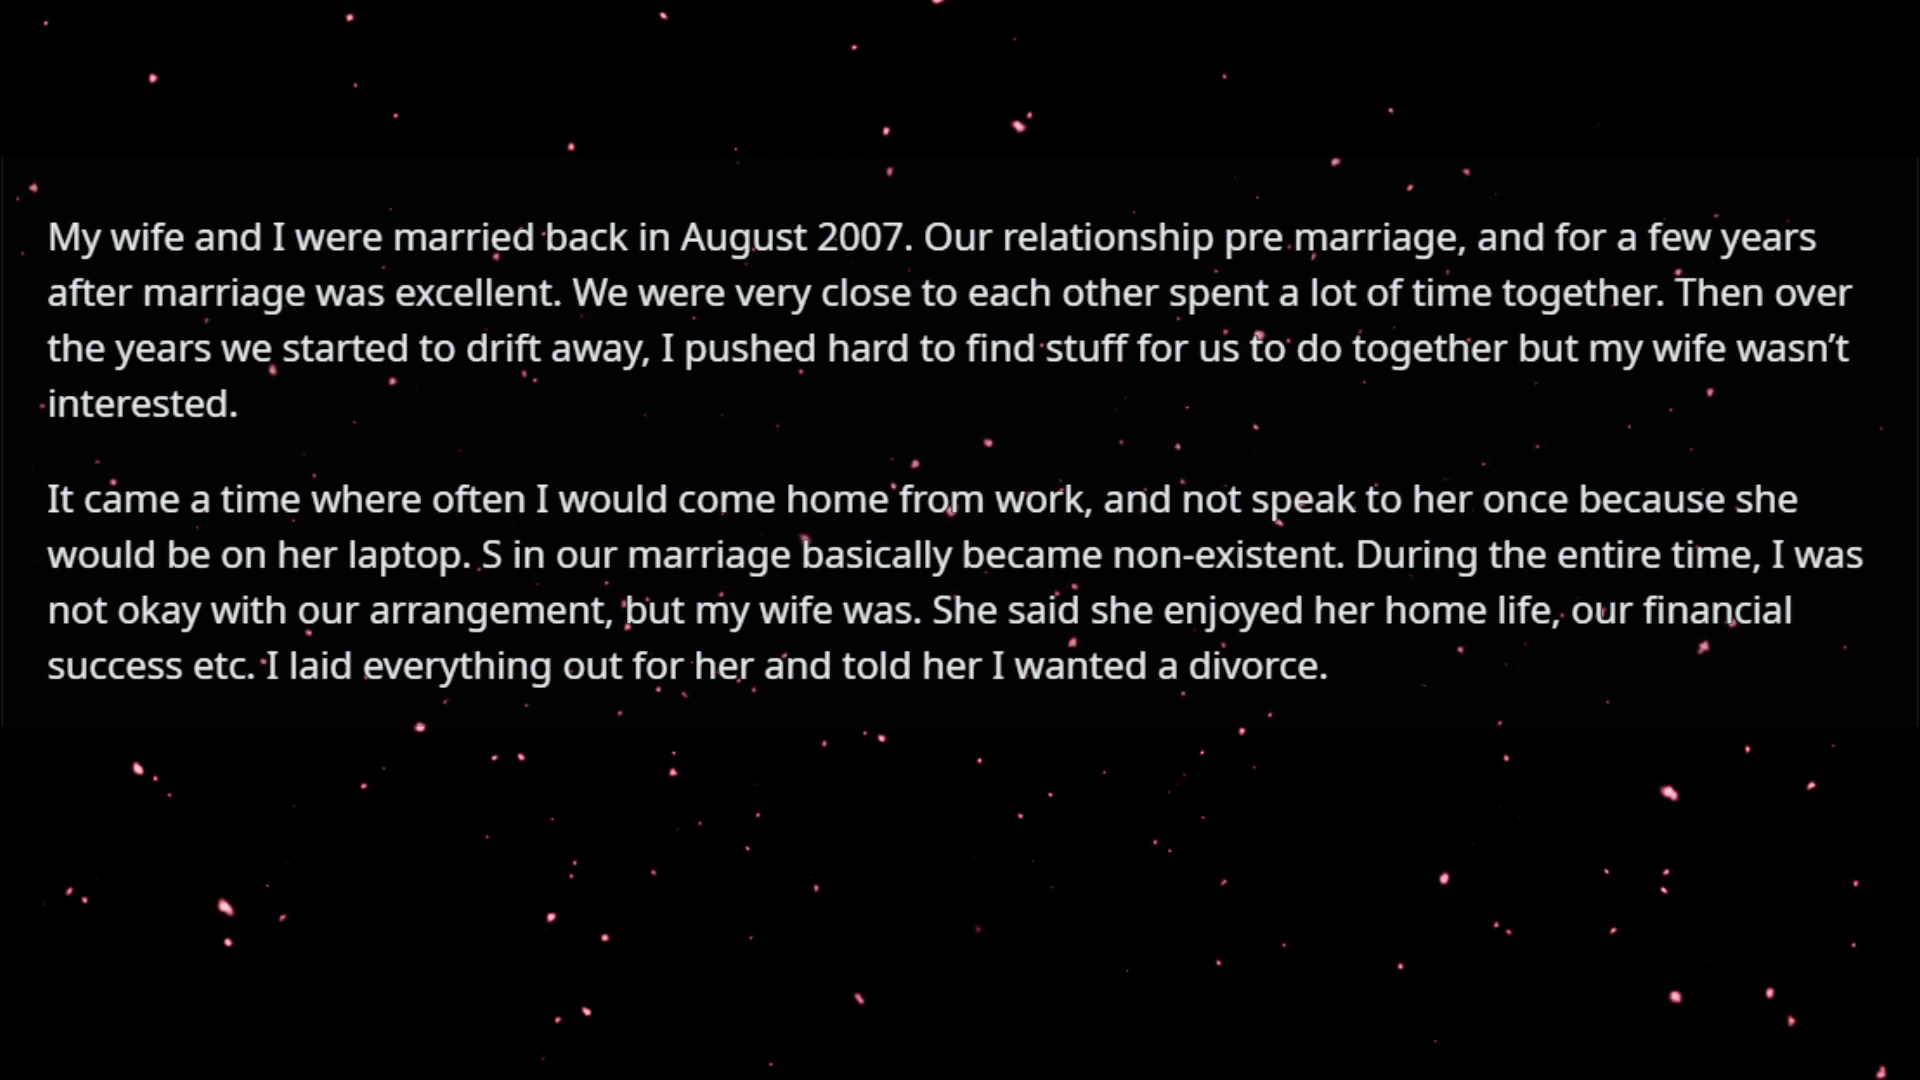 My wife and I were married back in August 2007. Our relationship pre marriage, and for a few years
after marriage was excellent. We were very close to each other spent a lot of time together. Then over
the years we started to drift away, I pushed hard to find stuff for us to do together but my wife wasn’t
interested.
It came a time where often I would come home from work, and not speak to her once because she
would be on her laptop. S in our marriage basically became non-existent. During the entire time, I was
not okay with our arrangement, but my wife was. She said she enjoyed her home life, our financial
success etc. I laid everything out for her and told her I wanted a divorce.